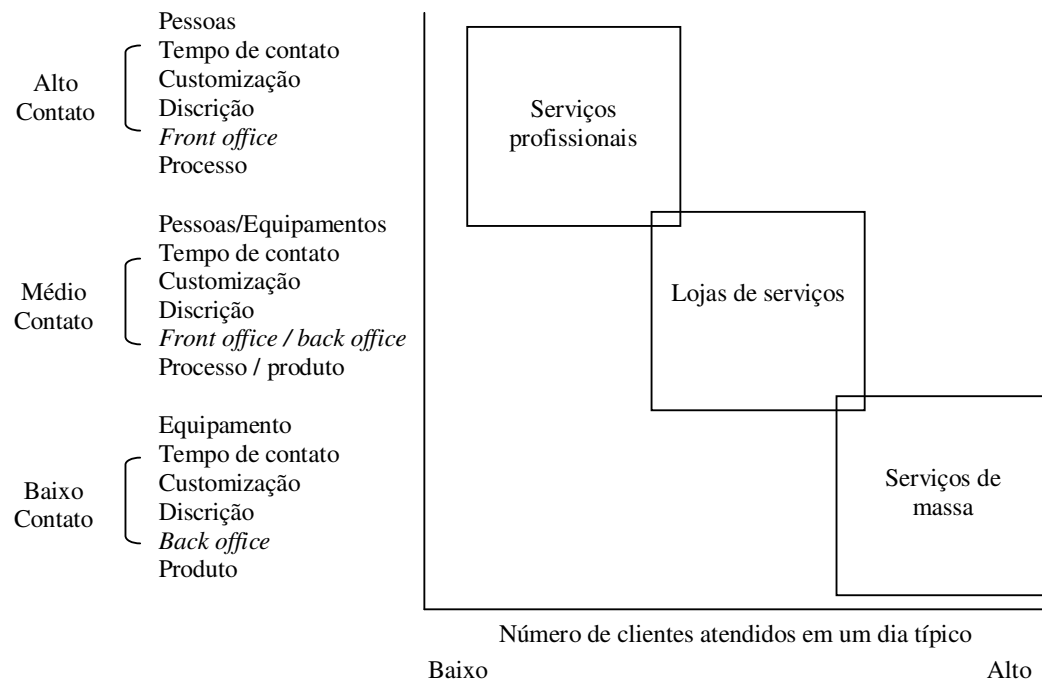 Pessoas
Tempo de contato
Alto
Contato
Customização
Discrição
Front office
Processo
Serviços
profissionais
Pessoas/Equipamentos
Tempo de contato
Médio
Contato
Customização
Discrição
Front office / back office
Processo / produto
Lojas de serviços
Equipamento
Tempo de contato
Baixo
Contato
Customização
Discrição
Back office
Produto
Serviços de
massa
Número de clientes atendidos em um dia típico
Baixo
Alto